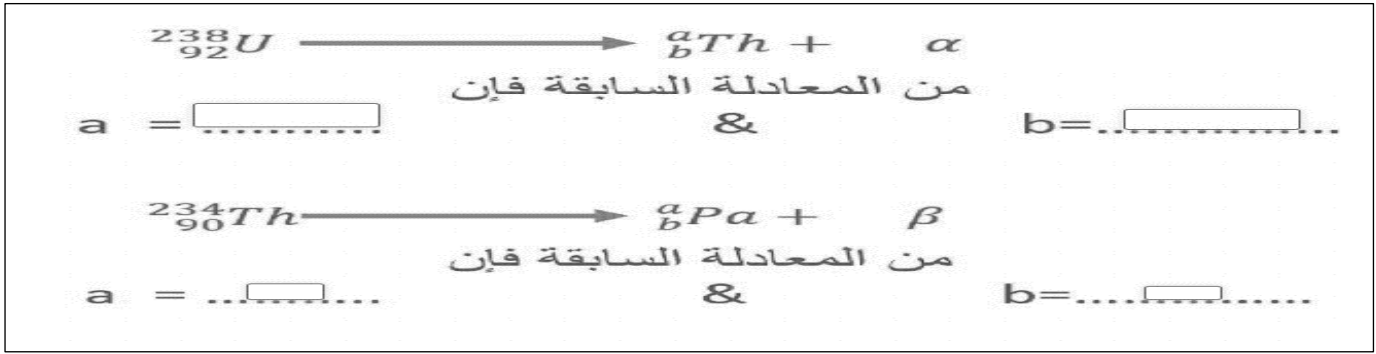 ²³⁸₉₂U ⟶ ᵃ_bTh + α
من المعادلة السابقة فإن
a = ........... & b=................
²³⁴₉₀Th ⟶ ᵃ_bPa + β
من المعادلة السابقة فإن
a = ........... & b=................